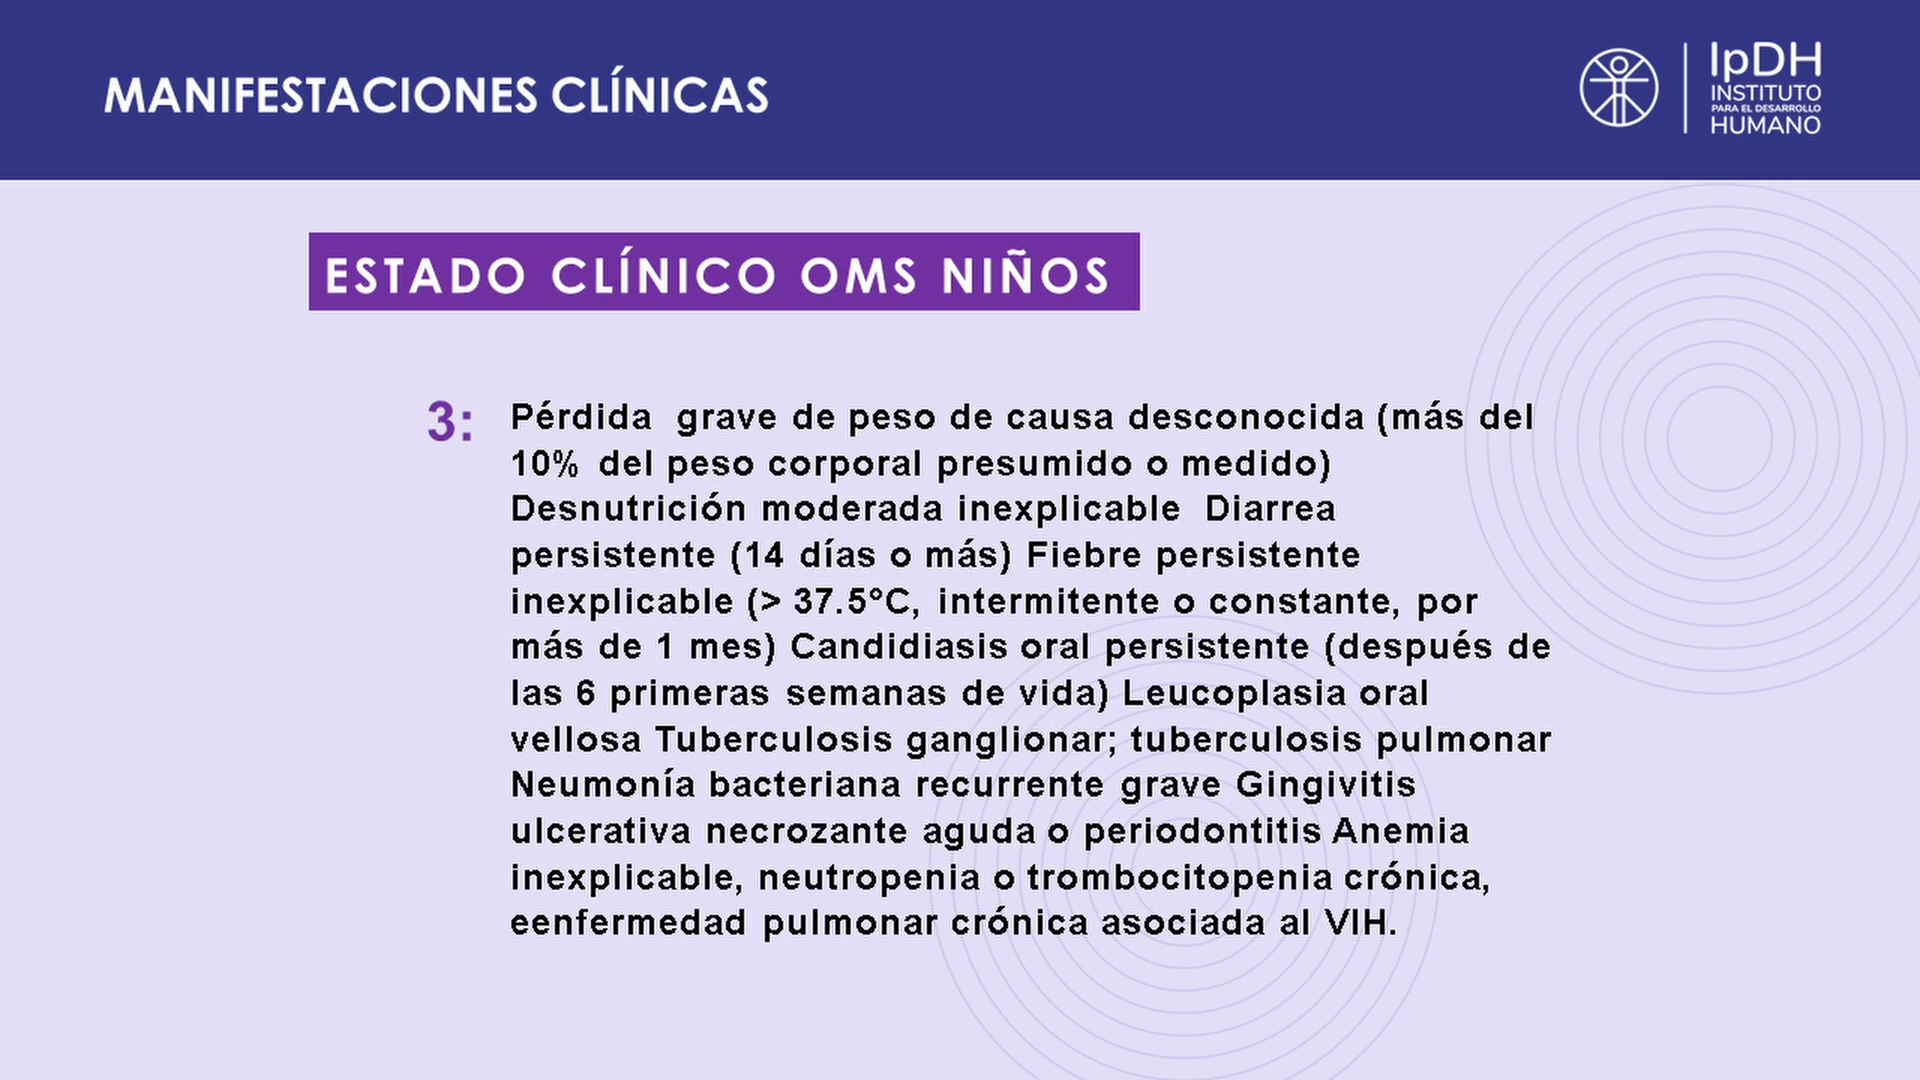 MANIFESTACIONES CLÍNICAS
IpDH
INSTITUTO
PARA EL DESARROLLO
HUMANO
ESTADO CLÍNICO OMS NIÑOS
3: Pérdida grave de peso de causa desconocida (más del
10% del peso corporal presumido o medido)
Desnutrición moderada inexplicable Diarrea
persistente (14 días o más) Fiebre persistente
inexplicable (> 37.5°C, intermitente o constante, por
más de 1 mes) Candidiasis oral persistente (después de
las 6 primeras semanas de vida) Leucoplasia oral
vellosa Tuberculosis ganglionar; tuberculosis pulmonar
Neumonía bacteriana recurrente grave Gingivitis
ulcerativa necrozante aguda o periodontitis Anemia
inexplicable, neutropenia o trombocitopenia crónica,
eenfermedad pulmonar crónica asociada al VIH.